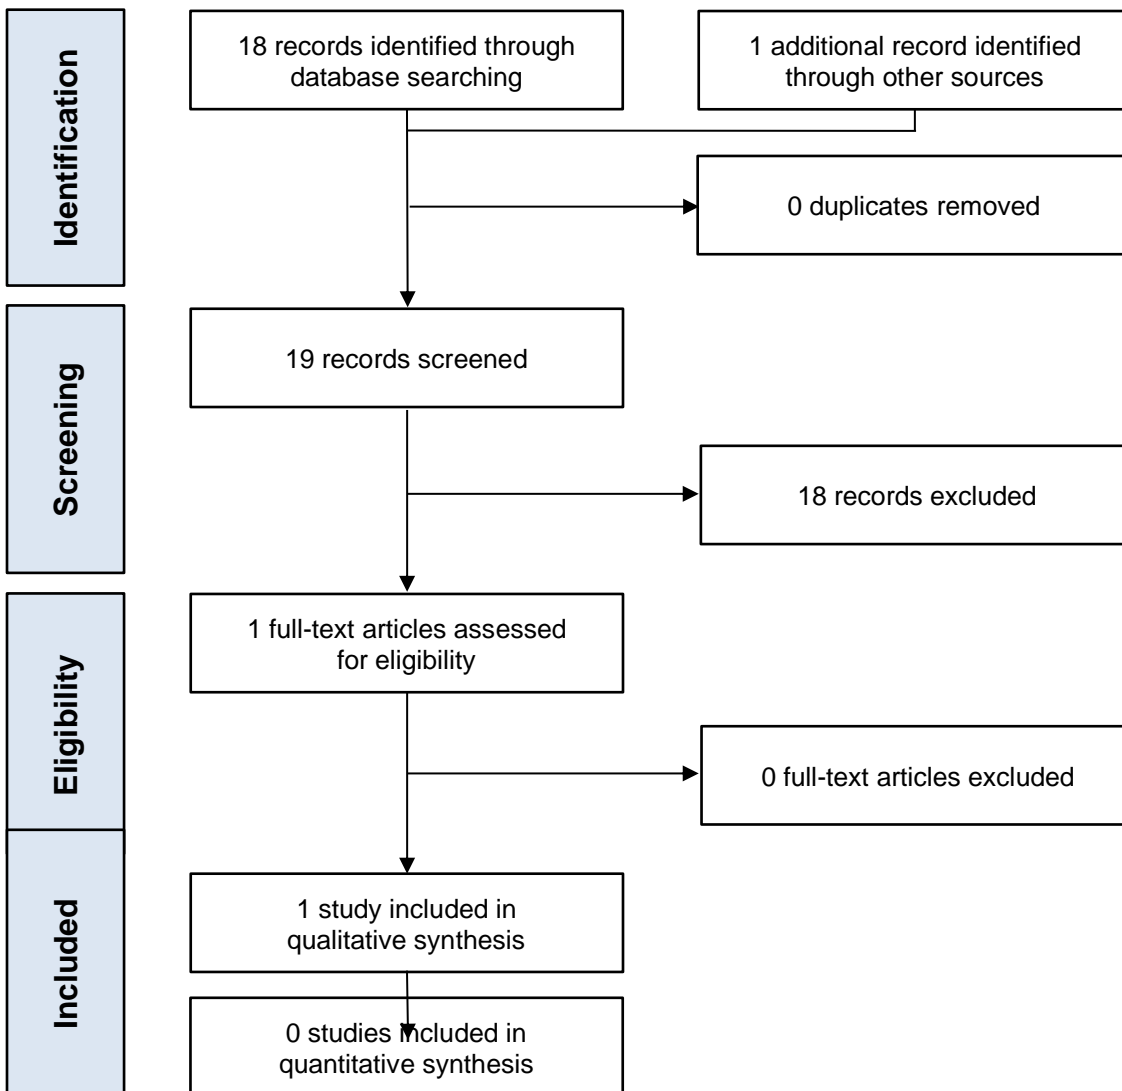 Identification
18 records identified through
database searching
1 additional record identified
through other sources
0 duplicates removed
Screening
19 records screened
18 records excluded
Eligibility
1 full-text articles assessed
for eligibility
0 full-text articles excluded
Included
1 study included in
qualitative synthesis
0 studies included in
quantitative synthesis